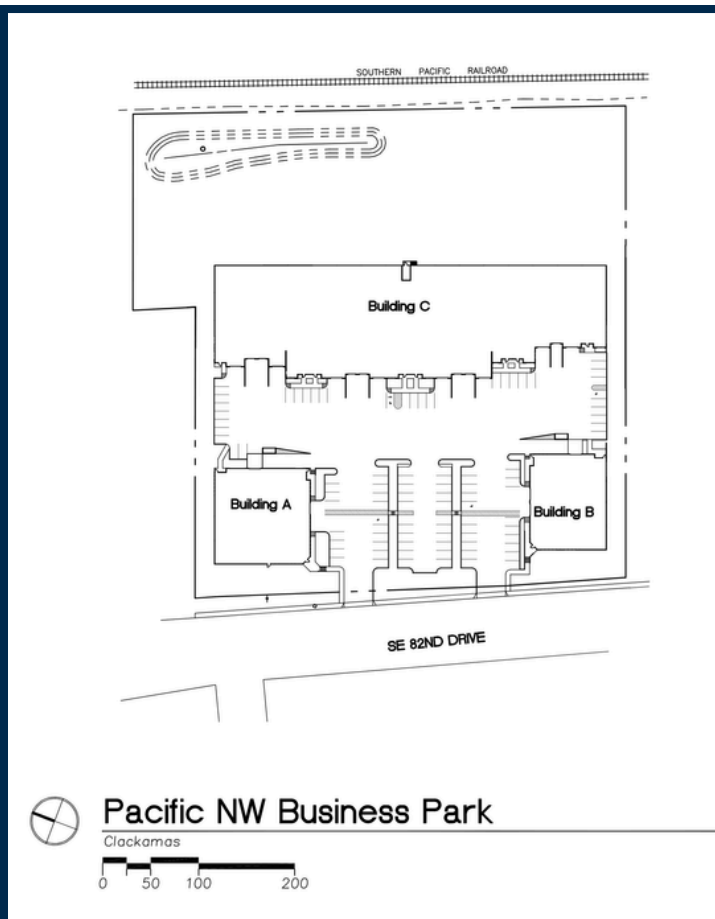 SOUTHERN PACIFIC RAILROAD
Building C
Building A
Building B
SE 82ND DRIVE
Pacific NW Business Park
Clackamas
0 50 100 200